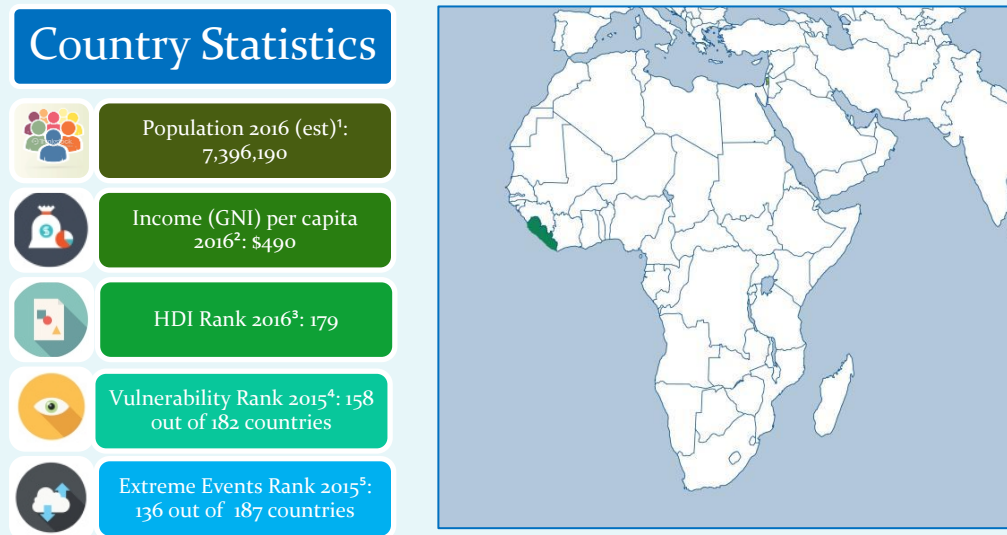 Country Statistics
Population 2016 (est)¹:
7,396,190
Income (GNI) per capita
2016²: $490
HDI Rank 2016³: 179
Vulnerability Rank 2015⁴: 158
out of 182 countries
Extreme Events Rank 2015⁵:
136 out of 187 countries